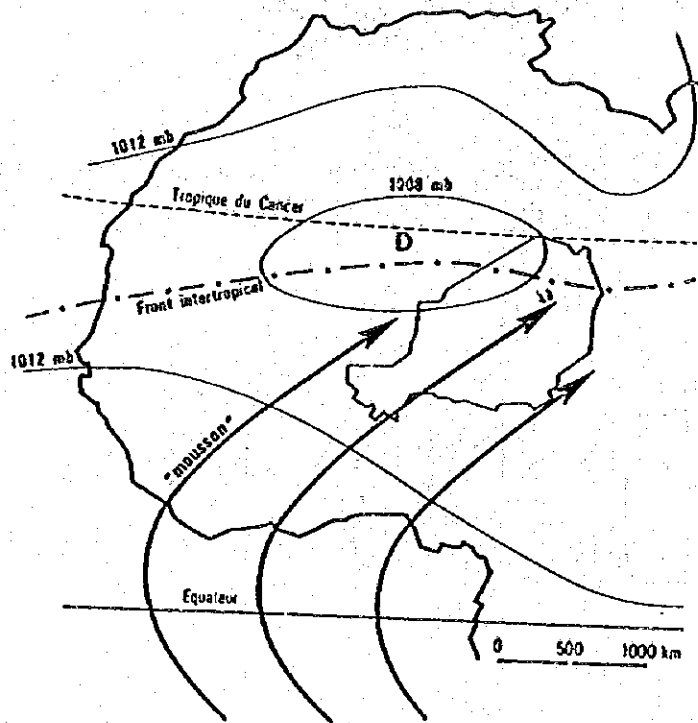 1012 mb
Tropique du Cancer
1008 mb
D
Front intertropical
1012 mb
"mousson"
Equateur
0 500 1000 km